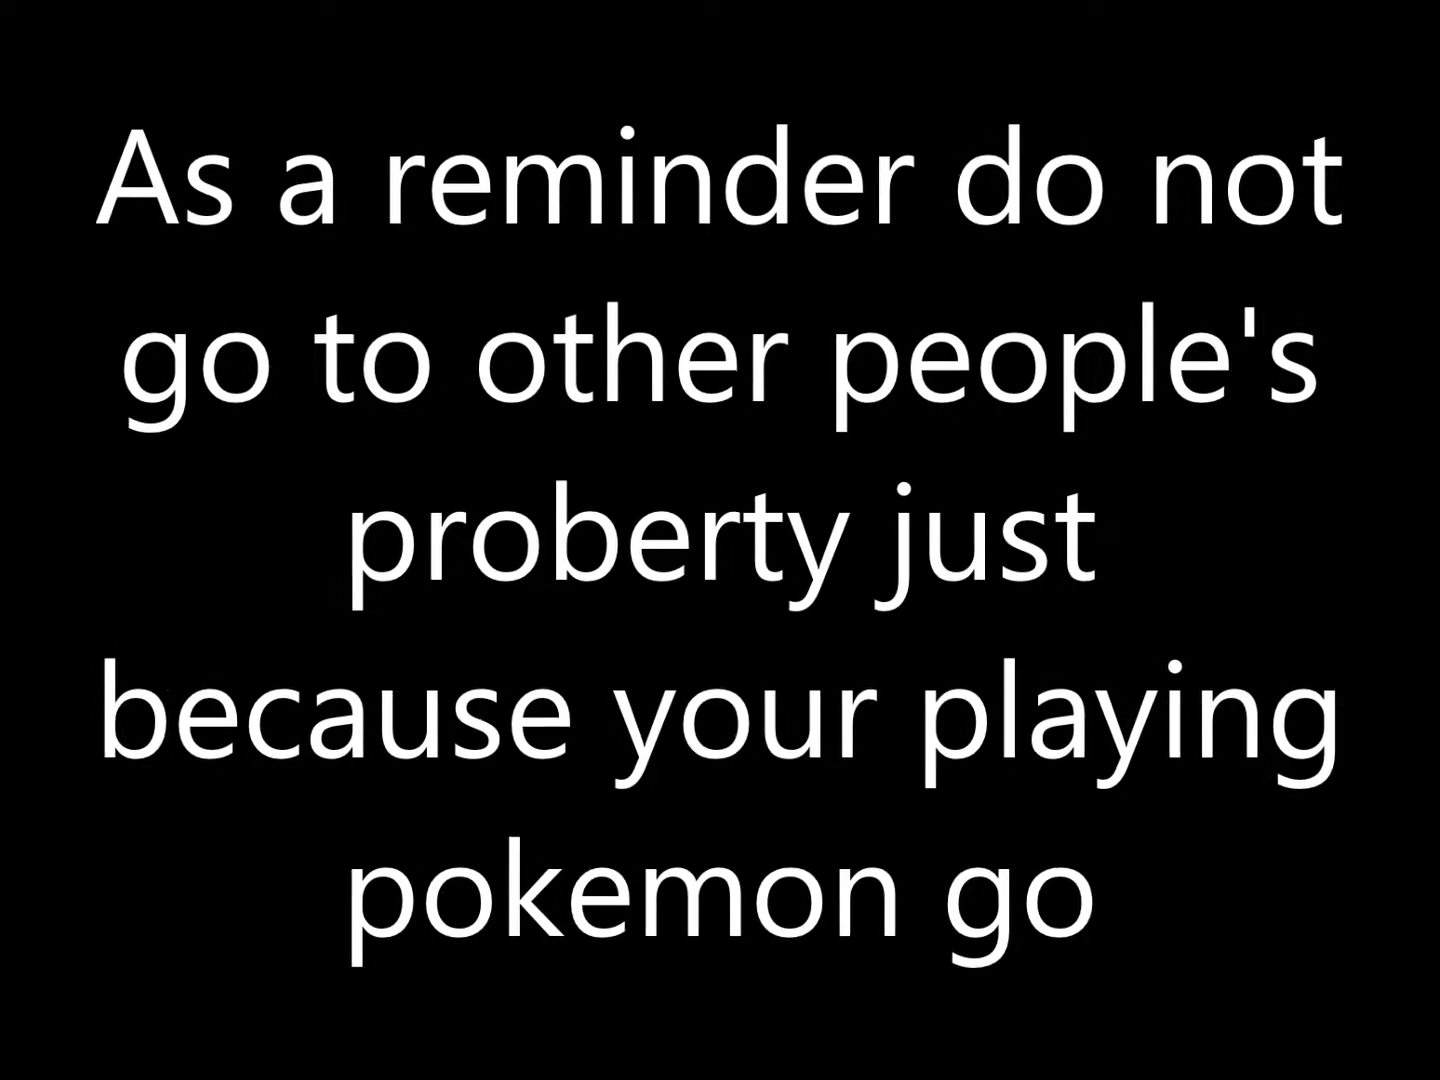 As a reminder do not
go to other people's
proberty just
because your playing
pokemon go